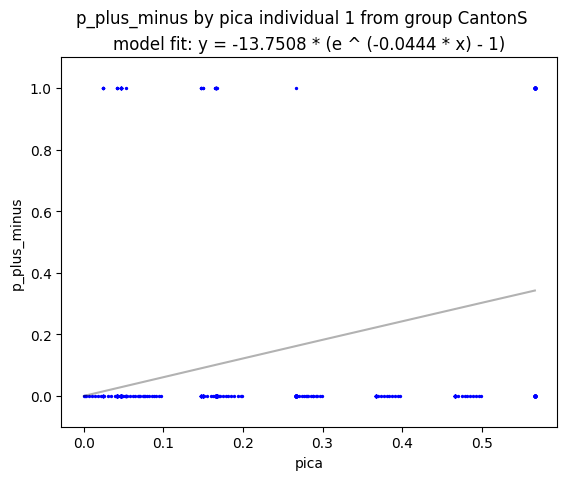 p_plus_minus by pica individual 1 from group CantonS
model fit: y = -13.7508 * (e ^ (-0.0444 * x) - 1)
1.0
0.8
0.6
0.4
0.2
0.0
p_plus_minus
0.0 0.1 0.2 0.3 0.4 0.5
pica